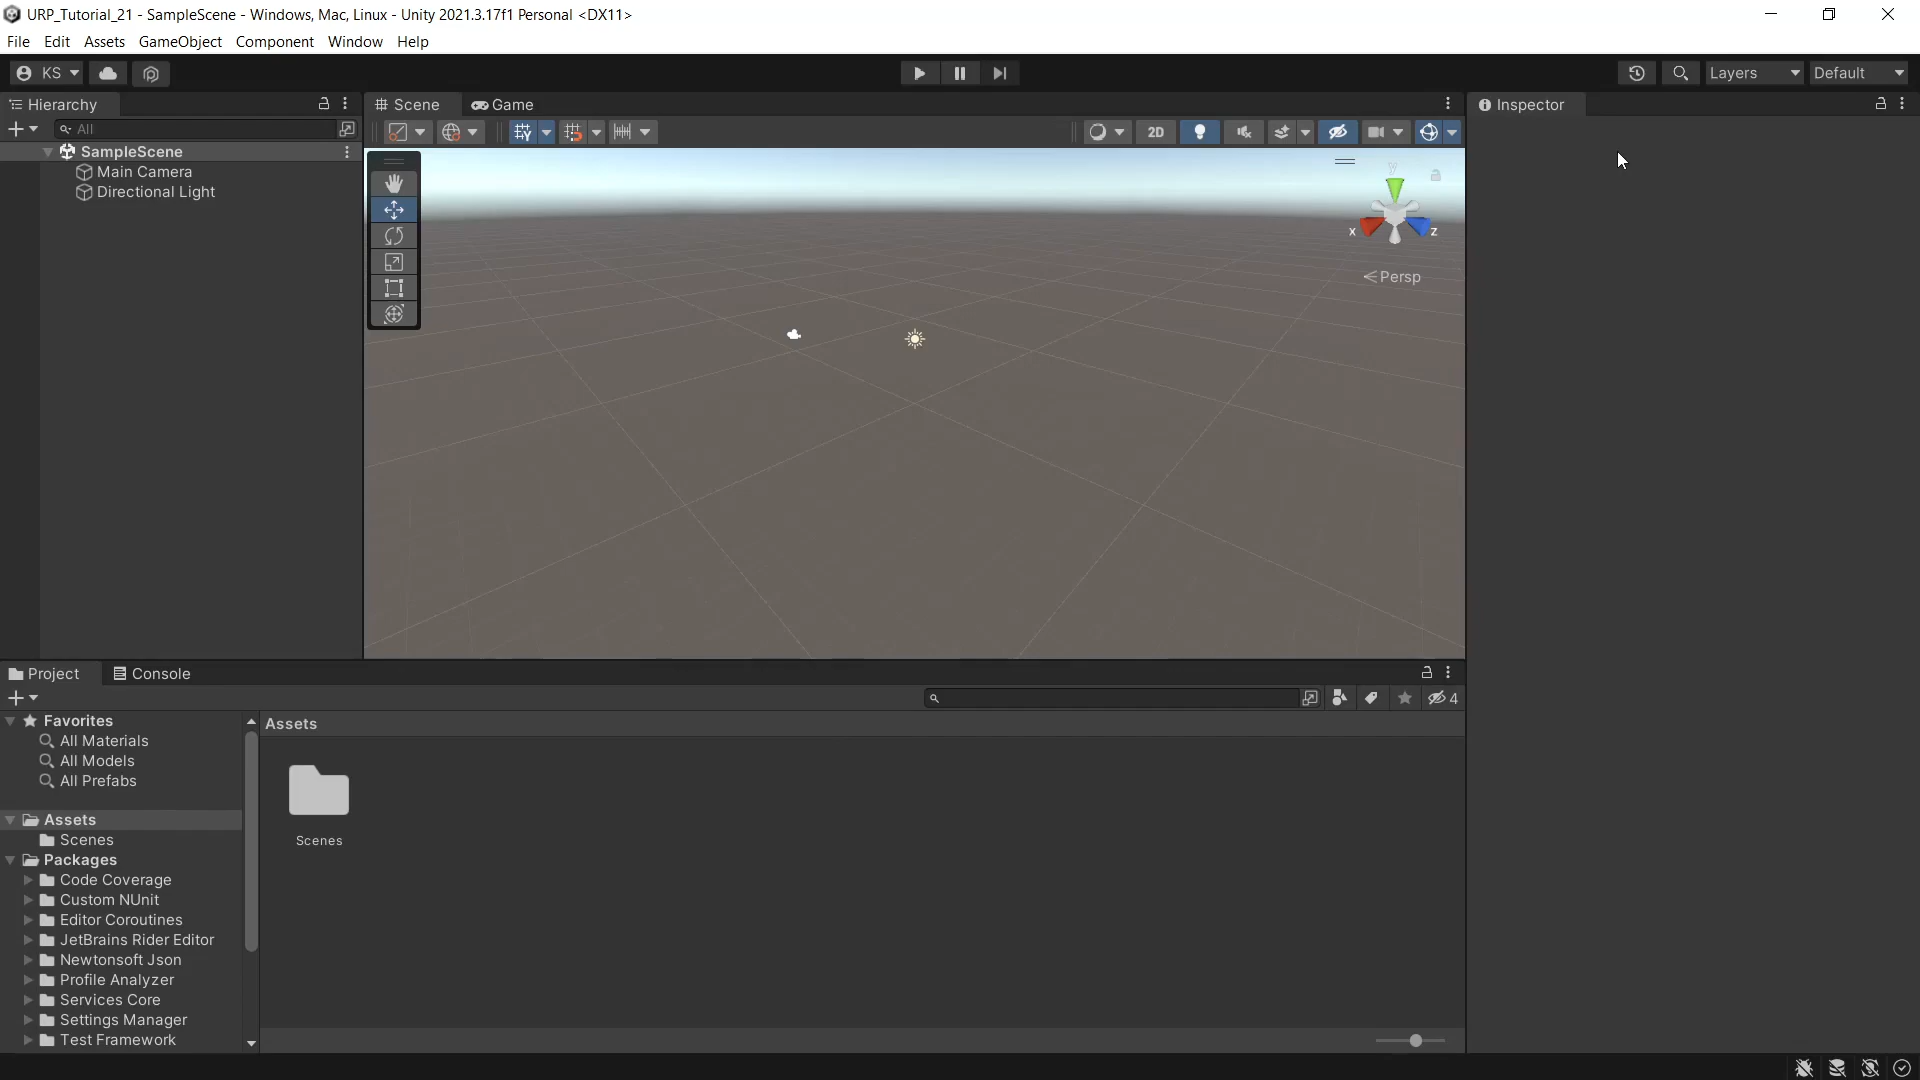 URP_Tutorial_21 - SampleScene - Windows, Mac, Linux - Unity 2021.3.17f1 Personal <DX11>
File Edit Assets GameObject Component Window Help
KS Layers Default
Hierarchy Scene Game Inspector
All 2D
SampleScene
Main Camera
Directional Light
y
x z
Persp
Project Console
4
Favorites Assets
All Materials
All Models
All Prefabs
Assets
Scenes Scenes
Packages
Code Coverage
Custom NUnit
Editor Coroutines
JetBrains Rider Editor
Newtonsoft Json
Profile Analyzer
Services Core
Settings Manager
Test Framework